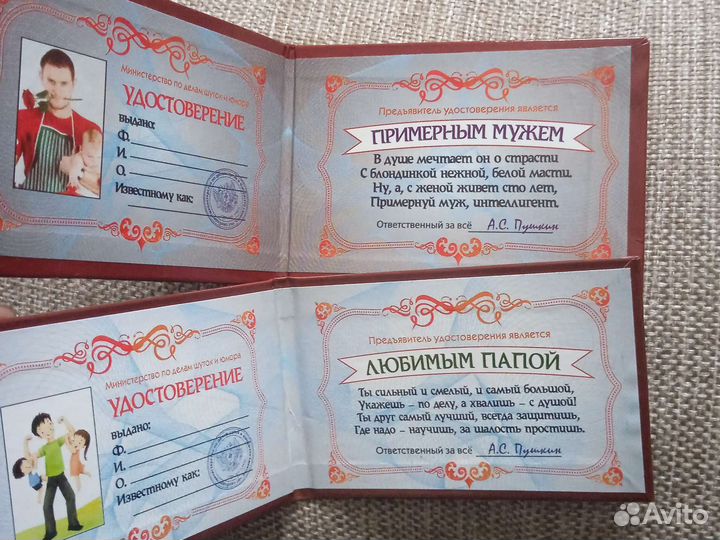 Министерство по делам шуток и юмора
УДОСТОВЕРЕНИЕ
выдано:
Ф.
И.
О.
Известному как:
Предъявитель удостоверения является
ПРИМЕРНЫМ МУЖЕМ
В душе мечтает он о страсти
С блондинкой нежной, белой масти.
Ну, а, с женой живет сто лет,
Примерный муж, интеллигент.
Ответственный за всё А.С. Пушкин
Министерство по делам шуток и юмора
УДОСТОВЕРЕНИЕ
выдано:
Ф.
И.
О.
Известному как:
Предъявитель удостоверения является
ЛЮБИМЫМ ПАПОЙ
Ты сильный и смелый, и самый большой,
Укажешь – по делу, а хвалишь – с душой!
Ты друг самый лучший, всегда защитишь,
Где надо – научишь, за шалость простишь.
Ответственный за всё А.С. Пушкин
Avito